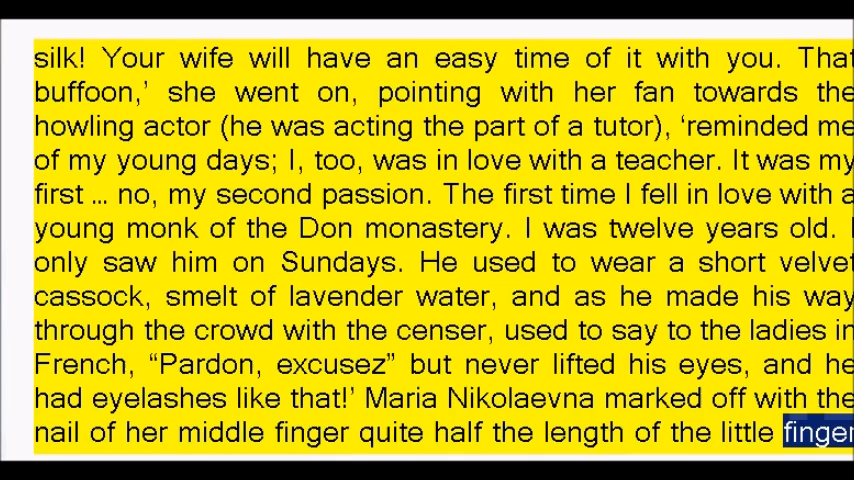 silk! Your wife will have an easy time of it with you. That
buffoon,’ she went on, pointing with her fan towards the
howling actor (he was acting the part of a tutor), ‘reminded me
of my young days; I, too, was in love with a teacher. It was my
first ... no, my second passion. The first time I fell in love with a
young monk of the Don monastery. I was twelve years old. I
only saw him on Sundays. He used to wear a short velvet
cassock, smelt of lavender water, and as he made his way
through the crowd with the censer, used to say to the ladies in
French, “Pardon, excusez” but never lifted his eyes, and he
had eyelashes like that!’ Maria Nikolaevna marked off with the
nail of her middle finger quite half the length of the little finger